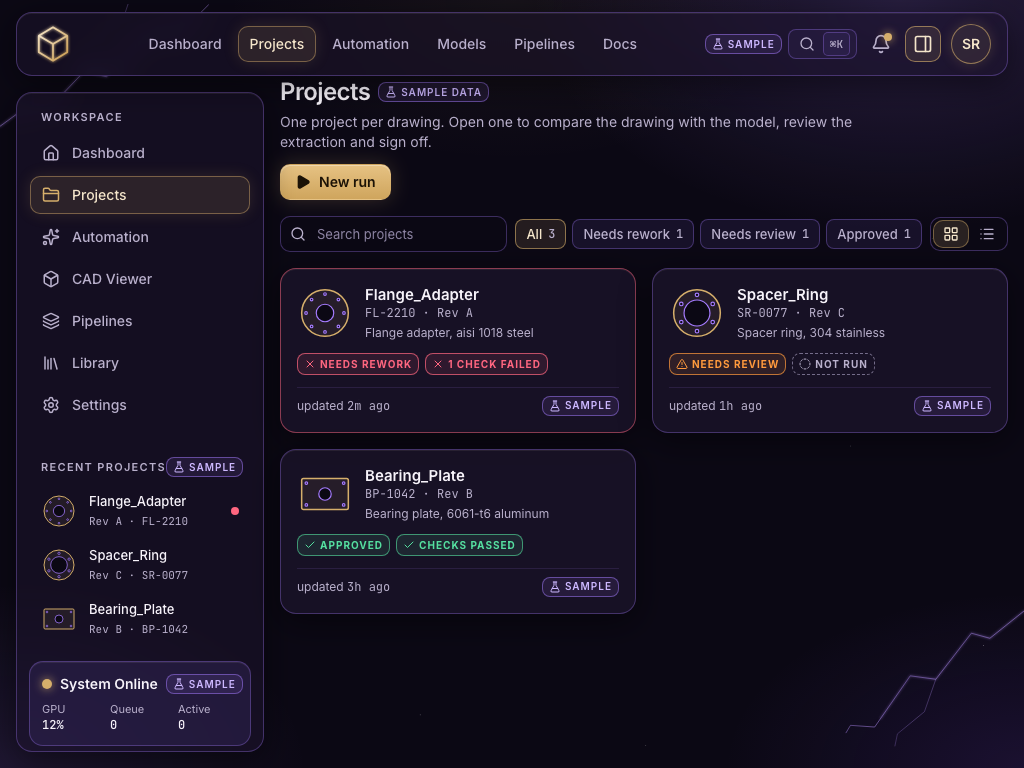 Dashboard Projects Automation Models Pipelines Docs SAMPLE ⌘K SR
WORKSPACE
Dashboard
Projects
Automation
CAD Viewer
Pipelines
Library
Settings
RECENT PROJECTS SAMPLE
Flange_Adapter
Rev A · FL-2210
Spacer_Ring
Rev C · SR-0077
Bearing_Plate
Rev B · BP-1042
System Online SAMPLE
GPU Queue Active
12% 0 0
Projects SAMPLE DATA
One project per drawing. Open one to compare the drawing with the model, review the
extraction and sign off.
New run
Search projects All 3 Needs rework 1 Needs review 1 Approved 1
Flange_Adapter
FL-2210 · Rev A
Flange adapter, aisi 1018 steel
NEEDS REWORK 1 CHECK FAILED
updated 2m ago SAMPLE
Spacer_Ring
SR-0077 · Rev C
Spacer ring, 304 stainless
NEEDS REVIEW NOT RUN
updated 1h ago SAMPLE
Bearing_Plate
BP-1042 · Rev B
Bearing plate, 6061-t6 aluminum
APPROVED CHECKS PASSED
updated 3h ago SAMPLE